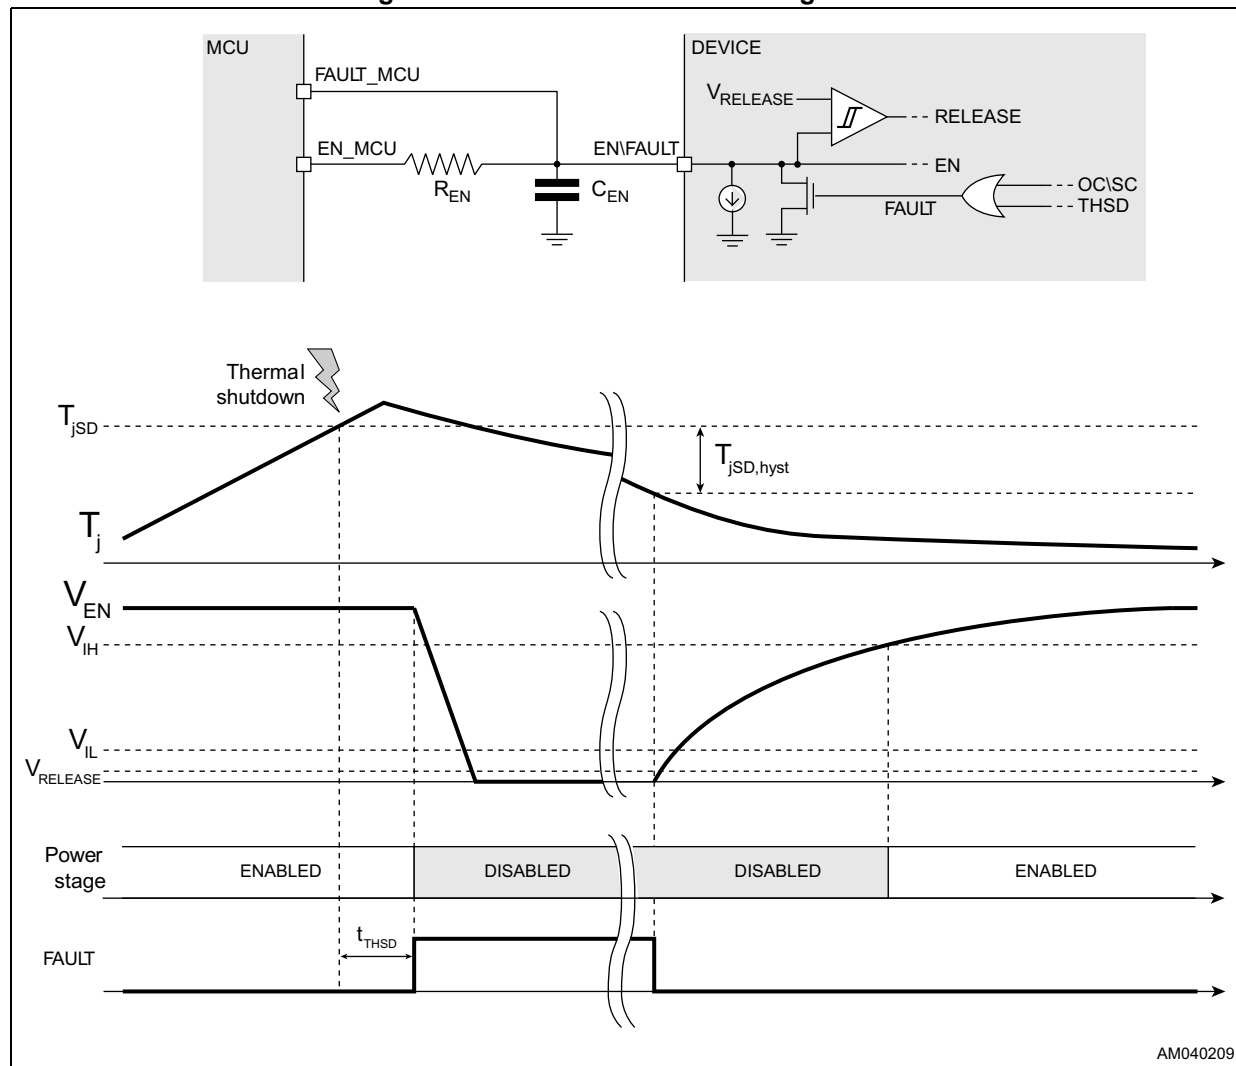 MCU
DEVICE
FAULT_MCU
V_RELEASE
RELEASE
EN_MCU
EN\FAULT
EN
R_EN
C_EN
FAULT
OC\SC
THSD
Thermal
shutdown
T_jSD
T_jSD,hyst
T_j
V_EN
V_IH
V_IL
V_RELEASE
Power
stage
ENABLED
DISABLED
DISABLED
ENABLED
t_THSD
FAULT
AM040209